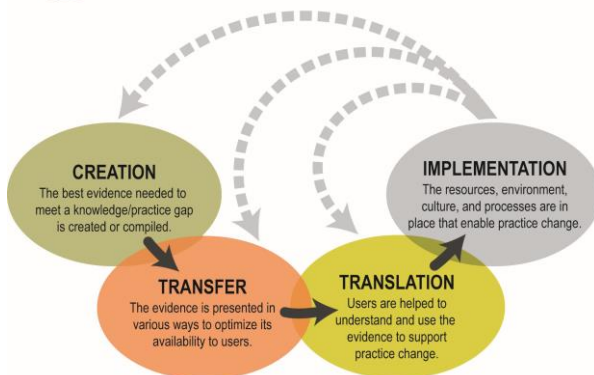 CREATION
The best evidence needed to
meet a knowledge/practice gap
is created or compiled.
TRANSFER
The evidence is presented in
various ways to optimize its
availability to users.
TRANSLATION
Users are helped to
understand and use the
evidence to support
practice change.
IMPLEMENTATION
The resources, environment,
culture, and processes are in
place that enable practice change.